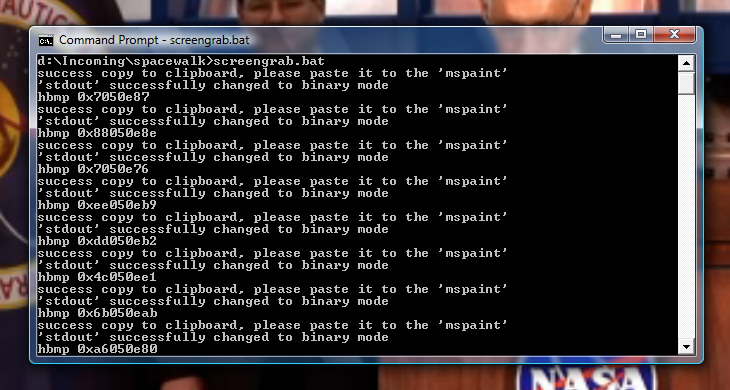 Command Prompt - screengrab.bat
d:\Incoming\spacewalk>screengrab.bat
success copy to clipboard, please paste it to the 'mspaint'
'stdout' successfully changed to binary mode
hbmp 0x7050e87
success copy to clipboard, please paste it to the 'mspaint'
'stdout' successfully changed to binary mode
hbmp 0x88050e8e
success copy to clipboard, please paste it to the 'mspaint'
'stdout' successfully changed to binary mode
hbmp 0x7050e76
success copy to clipboard, please paste it to the 'mspaint'
'stdout' successfully changed to binary mode
hbmp 0xee050eb9
success copy to clipboard, please paste it to the 'mspaint'
'stdout' successfully changed to binary mode
hbmp 0xdd050eb2
success copy to clipboard, please paste it to the 'mspaint'
'stdout' successfully changed to binary mode
hbmp 0x4c050ee1
success copy to clipboard, please paste it to the 'mspaint'
'stdout' successfully changed to binary mode
hbmp 0x6b050eab
success copy to clipboard, please paste it to the 'mspaint'
'stdout' successfully changed to binary mode
hbmp 0xa6050e80
NASA